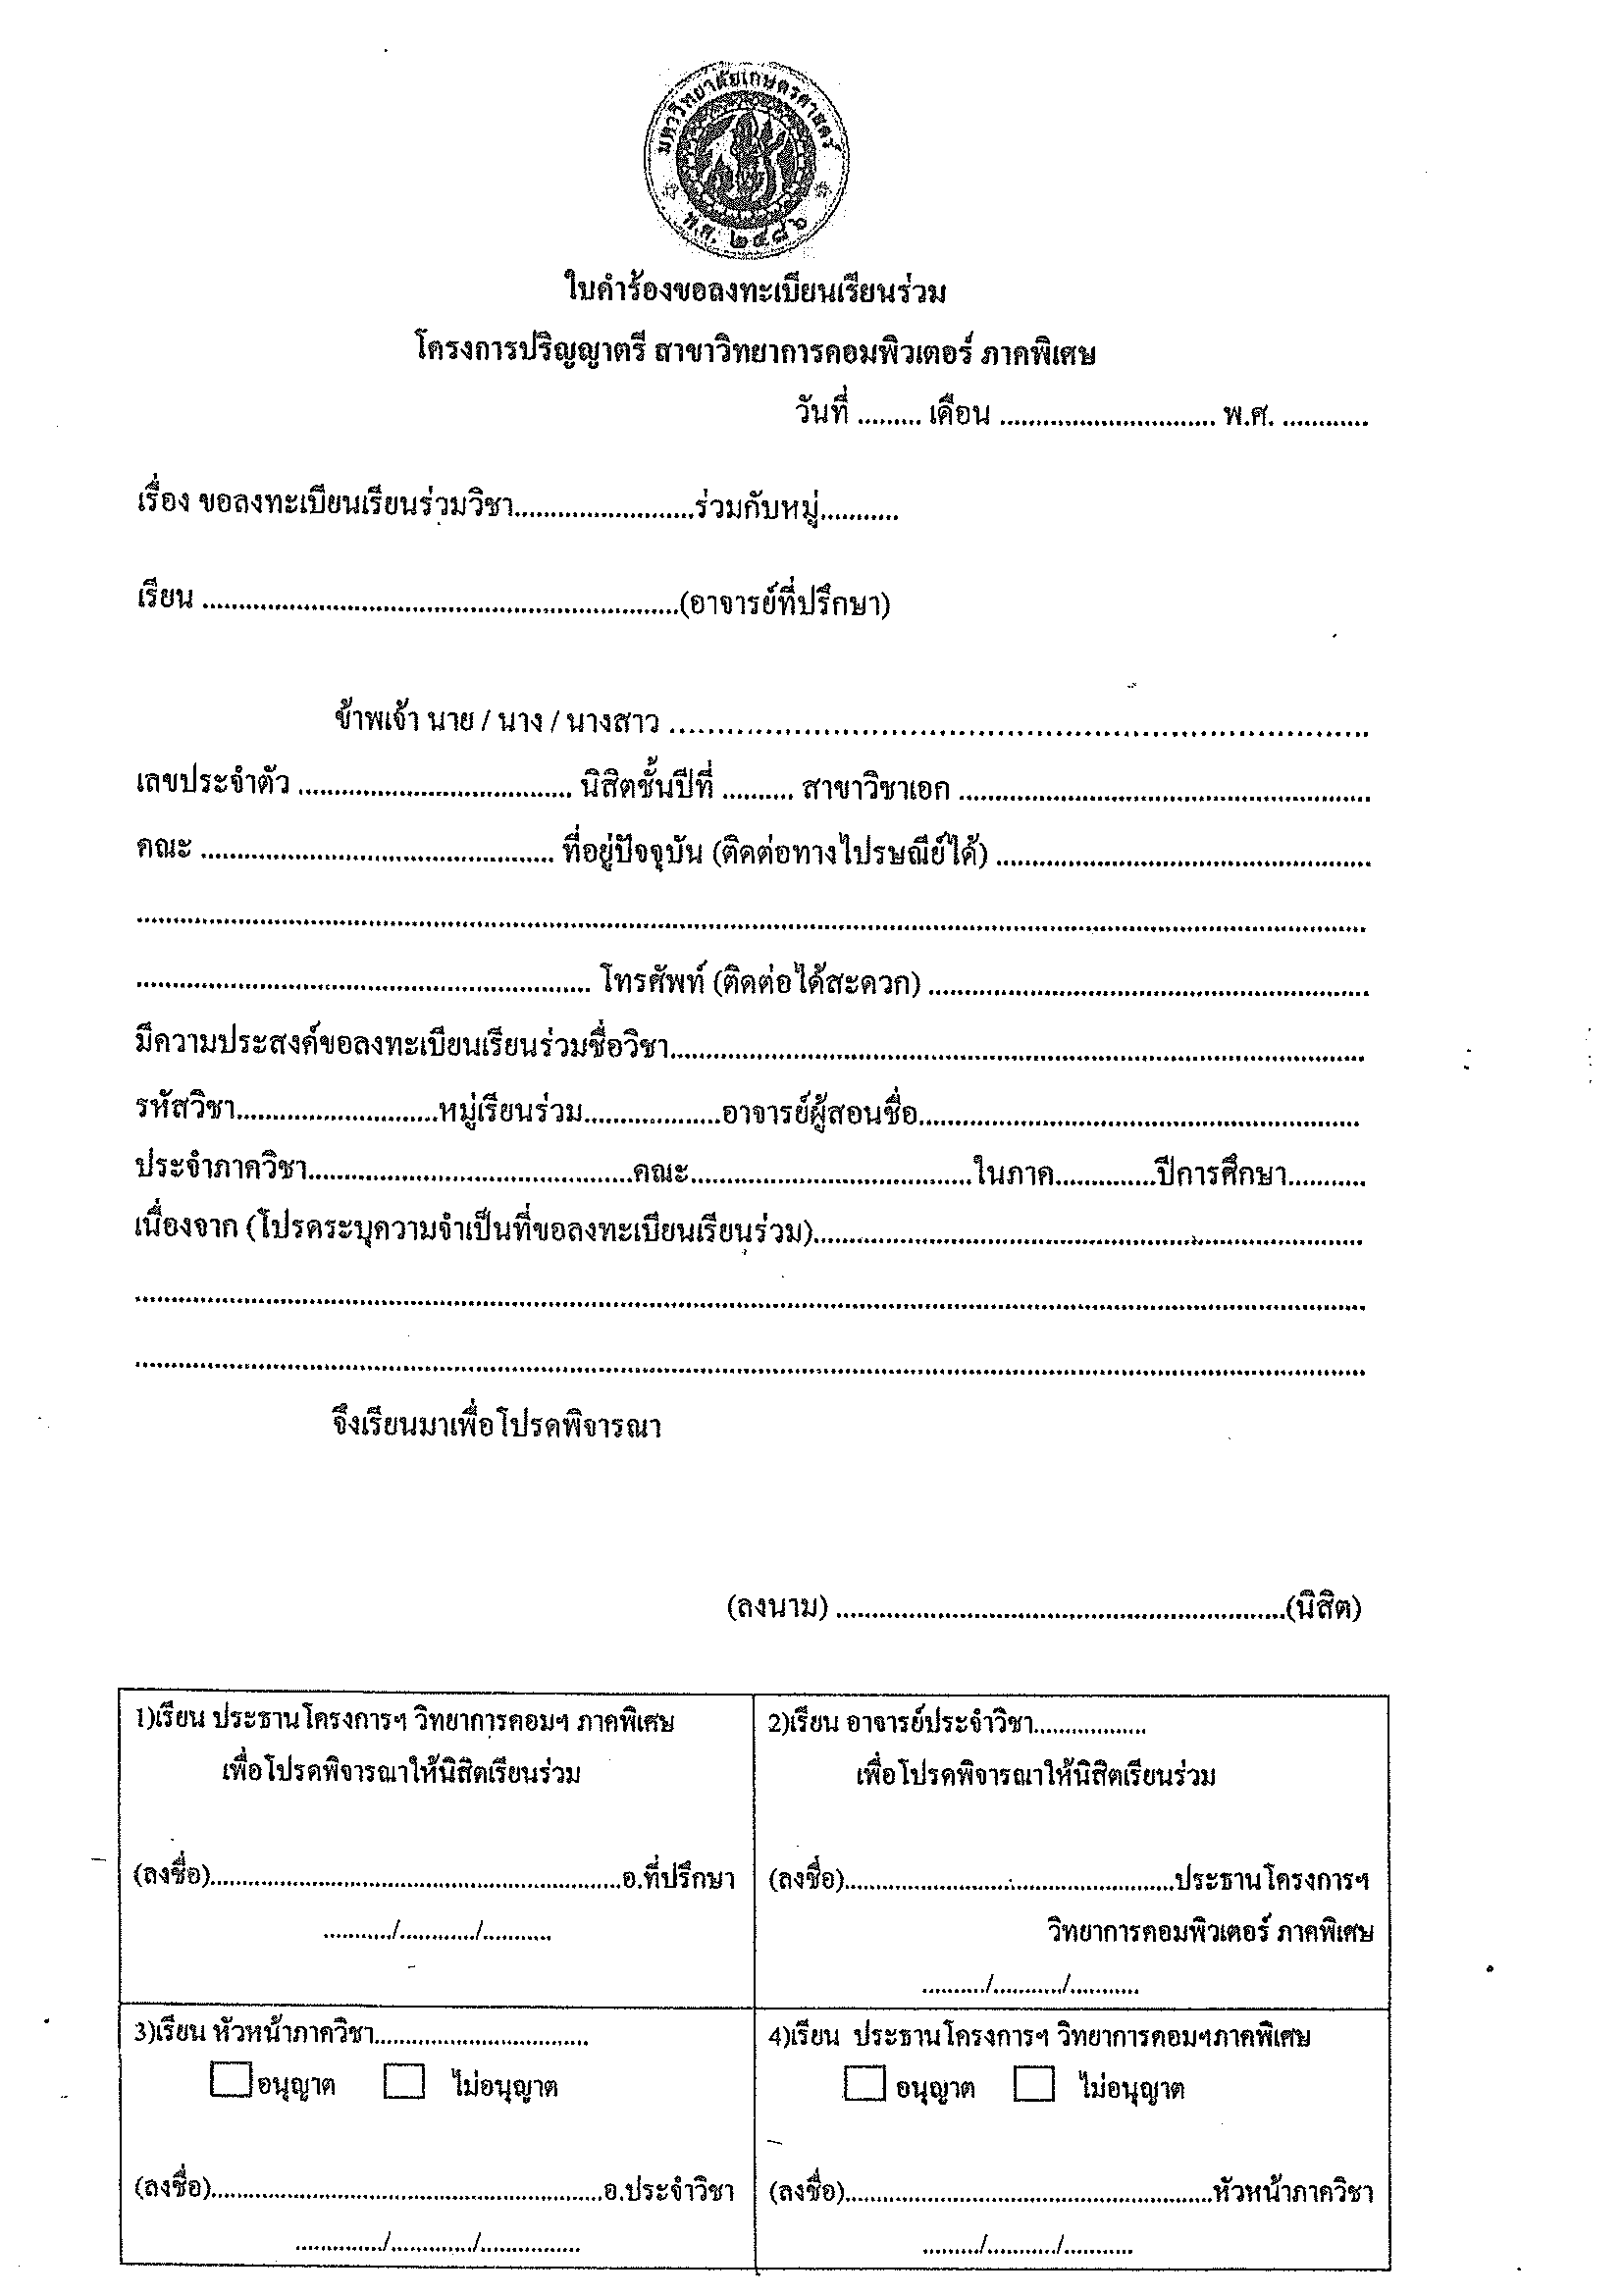 มหาวิทยาลัยเกษตรศาสตร์
พ.ศ. ๒๔๘๖
ใบคำร้องขอลงทะเบียนเรียนร่วม
โครงการปริญญาตรี สาขาวิทยาการคอมพิวเตอร์ ภาคพิเศษ
วันที่ ......... เดือน .............................. พ.ศ. ............
เรื่อง ขอลงทะเบียนเรียนร่วมวิชา.........................ร่วมกับหมู่...........
เรียน ..................................................................(อาจารย์ที่ปรึกษา)
ข้าพเจ้า นาย / นาง / นางสาว ..................................................................
เลขประจำตัว ...................................... นิสิตชั้นปีที่ .......... สาขาวิชาเอก .........................................................
คณะ ................................................. ที่อยู่ปัจจุบัน (ติดต่อทางไปรษณีย์ได้) ....................................................
..........................................................................................................................................................................
............................................................... โทรศัพท์ (ติดต่อได้สะดวก) .............................................................
มีความประสงค์ขอลงทะเบียนเรียนร่วมชื่อวิชา................................................................................................
รหัสวิชา............................หมู่เรียนร่วม...................อาจารย์ผู้สอนชื่อ.............................................................
ประจำภาควิชา.............................................คณะ.......................................ในภาค..............ปีการศึกษา...........
เนื่องจาก (โปรดระบุความจำเป็นที่ขอลงทะเบียนเรียนร่วม)............................................................................
..........................................................................................................................................................................
..........................................................................................................................................................................
จึงเรียนมาเพื่อโปรดพิจารณา
(ลงนาม) ..............................................................(นิสิต)
1)เรียน ประธานโครงการฯ วิทยาการคอมฯ ภาคพิเศษ
เพื่อโปรดพิจารณาให้นิสิตเรียนร่วม
(ลงชื่อ).........................................................อ.ที่ปรึกษา
.........../............/...........
2)เรียน อาจารย์ประจำวิชา..................
เพื่อโปรดพิจารณาให้นิสิตเรียนร่วม
(ลงชื่อ)....................................................ประธานโครงการฯ
วิทยาการคอมพิวเตอร์ ภาคพิเศษ
........../.........../...........
3)เรียน หัวหน้าภาควิชา..................................
อนุญาต ไม่อนุญาต
(ลงชื่อ)..............................................................อ.ประจำวิชา
............../............./................
4)เรียน ประธานโครงการฯ วิทยาการคอมฯภาคพิเศษ
อนุญาต ไม่อนุญาต
(ลงชื่อ)..........................................................หัวหน้าภาควิชา
........./.........../...........